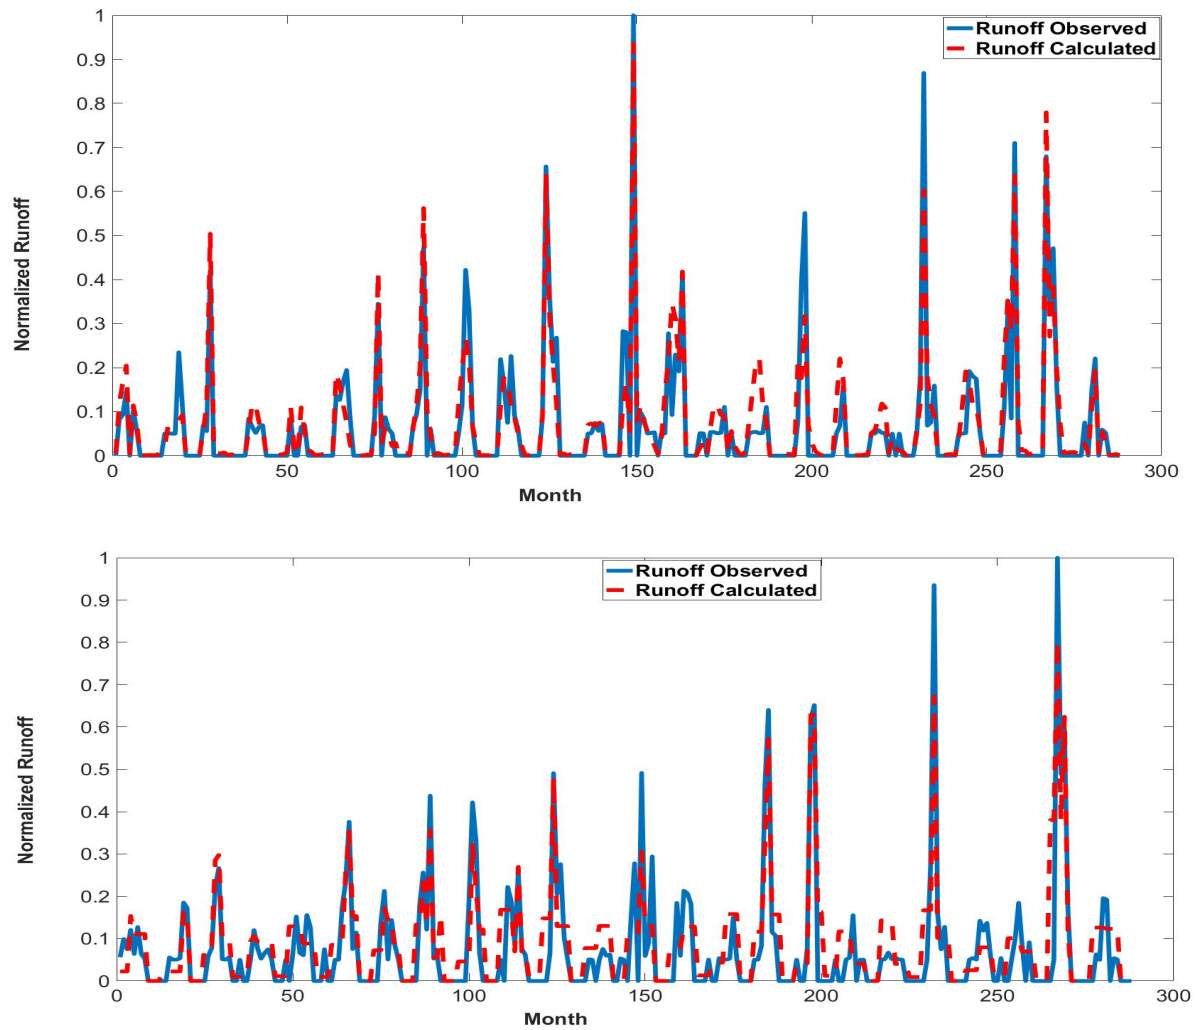 1
0.9
0.8
0.7
0.6
0.5
0.4
0.3
0.2
0.1
0
Normalized Runoff
Runoff Observed
Runoff Calculated
0 50 100 150 200 250 300
Month
1
0.9
0.8
0.7
0.6
0.5
0.4
0.3
0.2
0.1
0
Normalized Runoff
Runoff Observed
Runoff Calculated
0 50 100 150 200 250 300
Month